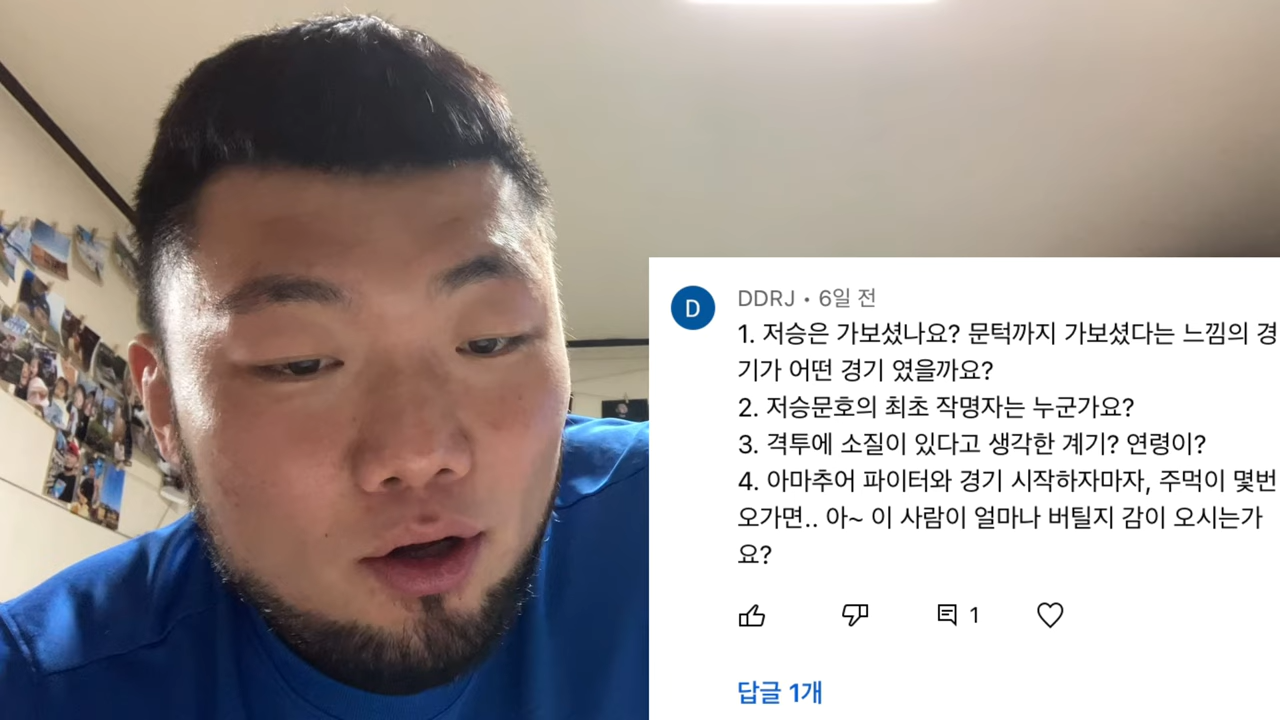 D
DDRJ • 6일 전
1. 저승은 가보셨나요? 문턱까지 가보셨다는 느낌의 경
기가 어떤 경기 였을까요?
2. 저승문호의 최초 작명자는 누군가요?
3. 격투에 소질이 있다고 생각한 계기? 연령이?
4. 아마추어 파이터와 경기 시작하자마자, 주먹이 몇번
오가면.. 아~ 이 사람이 얼마나 버틸지 감이 오시는가
요?
1
답글 1개